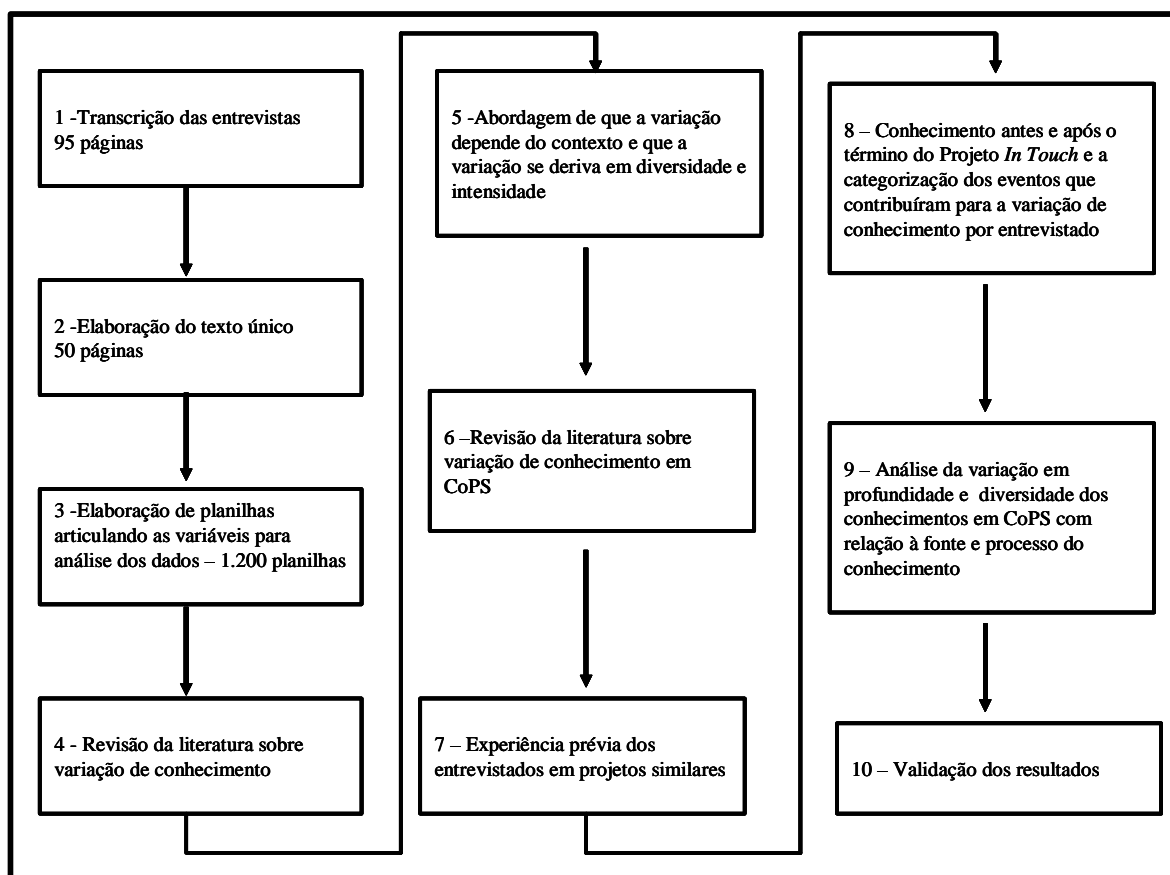 1 -Transcrição das entrevistas
95 páginas
2 -Elaboração do texto único
50 páginas
3 -Elaboração de planilhas
articulando as variáveis para
análise dos dados – 1.200 planilhas
4 - Revisão da literatura sobre
variação de conhecimento
5 -Abordagem de que a variação
depende do contexto e que a
variação se deriva em diversidade e
intensidade
6 –Revisão da literatura sobre
variação de conhecimento em
CoPS
7 – Experiência prévia dos
entrevistados em projetos similares
8 – Conhecimento antes e após o
término do Projeto In Touch e a
categorização dos eventos que
contribuíram para a variação de
conhecimento por entrevistado
9 – Análise da variação em
profundidade e diversidade dos
conhecimentos em CoPS com
relação à fonte e processo do
conhecimento
10 – Validação dos resultados